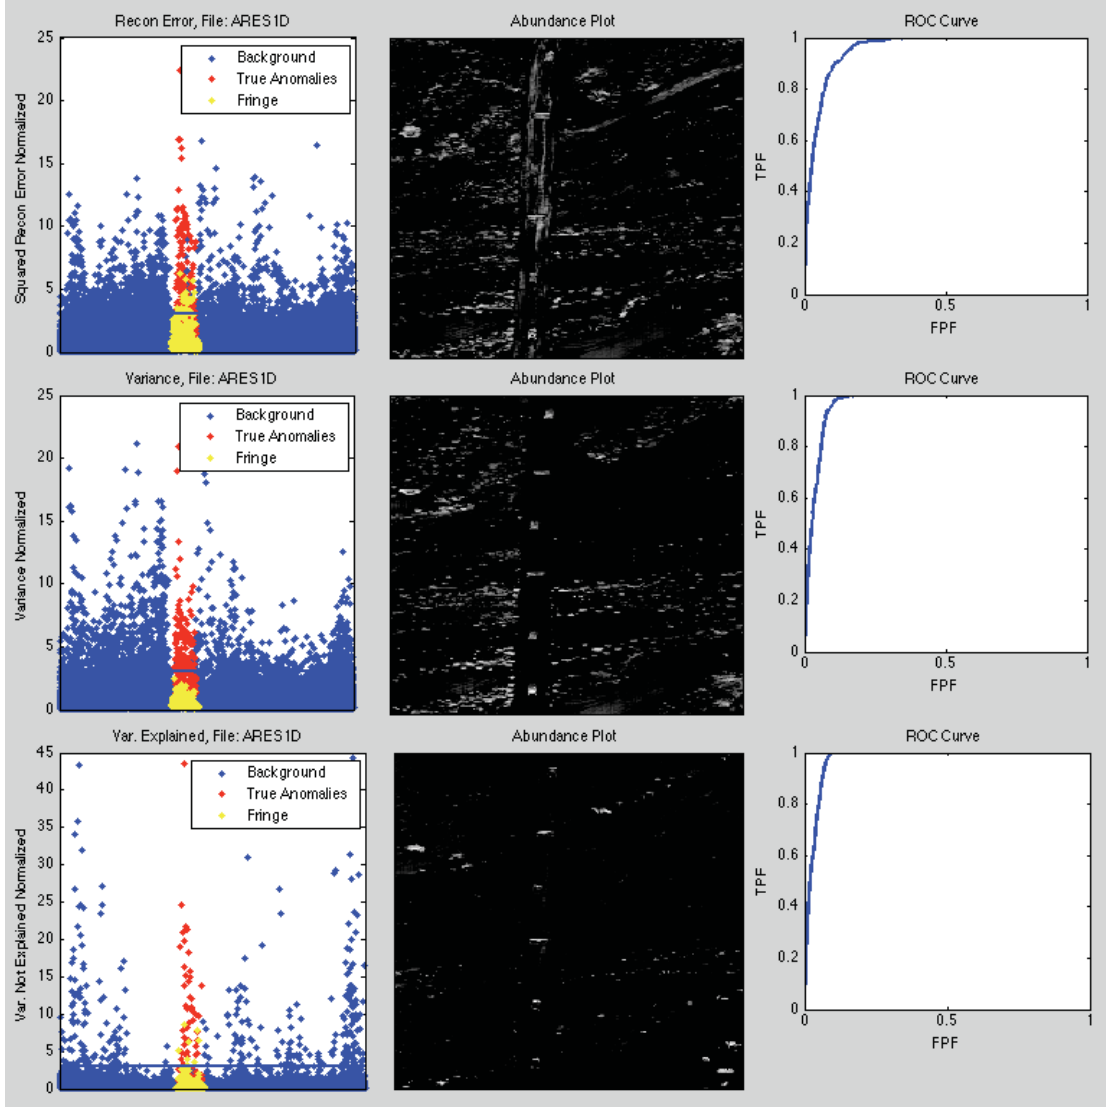 Recon Error, File: ARES1D
Abundance Plot
ROC Curve
Squared Recon Error Normalized
25
20
15
10
5
0
Background
True Anomalies
Fringe
TPF
1
0.8
0.6
0.4
0.2
0
0
0.5
1
FPF
Variance, File: ARES1D
Abundance Plot
ROC Curve
Variance Normalized
25
20
15
10
5
0
Background
True Anomalies
Fringe
TPF
1
0.8
0.6
0.4
0.2
0
0
0.5
1
FPF
Var. Explained, File: ARES1D
Abundance Plot
ROC Curve
Var. Not Explained Normalized
45
40
35
30
25
20
15
10
5
0
Background
True Anomalies
Fringe
TPF
1
0.8
0.6
0.4
0.2
0
0
0.5
1
FPF